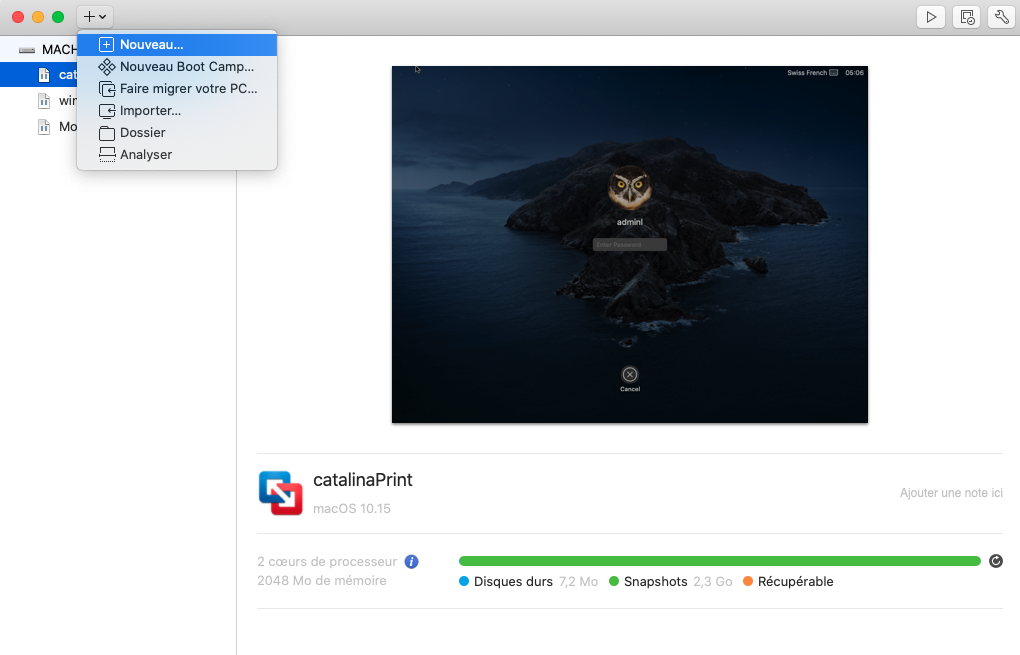 Nouveau...
Nouveau Boot Camp...
Faire migrer votre PC...
Importer...
Dossier
Analyser
MACH
cat
wi
Mo
Swiss French 05:06
admini
Enter Password
Cancel
catalinaPrint
macOS 10.15
Ajouter une note ici
2 cœurs de processeur
2048 Mo de mémoire
Disques durs 7,2 Mo Snapshots 2,3 Go Récupérable